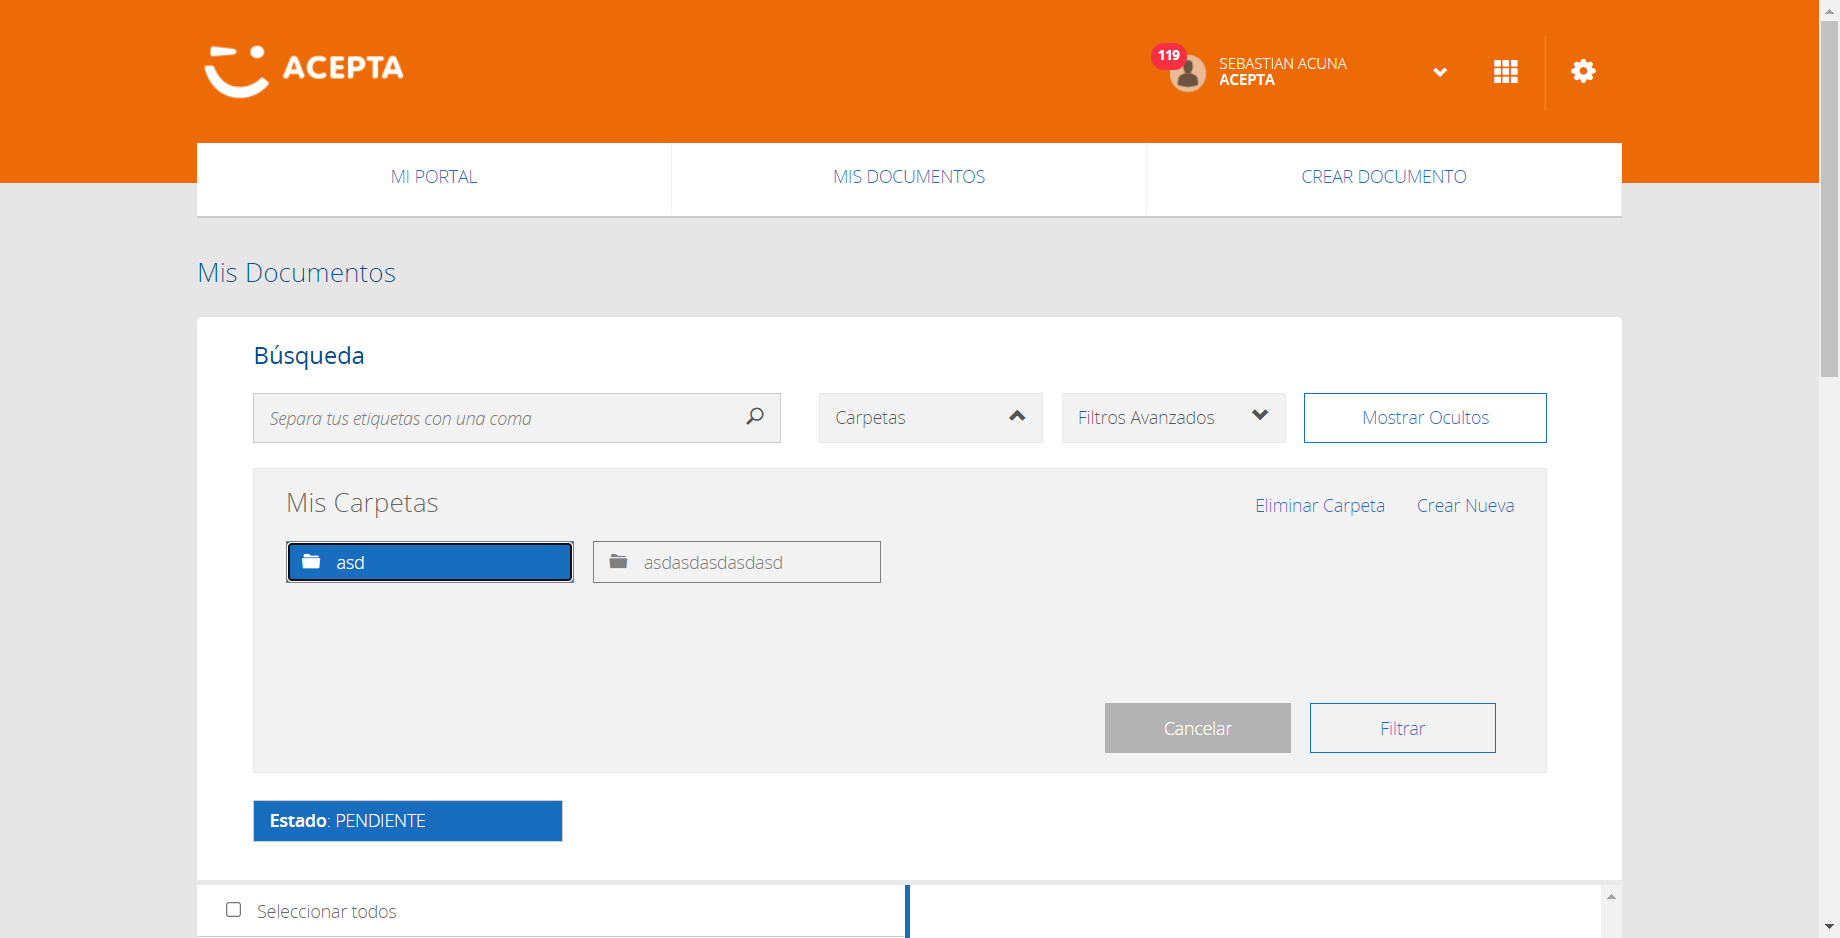 ACEPTA
119
SEBASTIAN ACUNA
ACEPTA
MI PORTAL
MIS DOCUMENTOS
CREAR DOCUMENTO
Mis Documentos
Búsqueda
Separa tus etiquetas con una coma
Carpetas
Filtros Avanzados
Mostrar Ocultos
Mis Carpetas
Eliminar Carpeta
Crear Nueva
asd
asdasdasdasdasd
Cancelar
Filtrar
Estado: PENDIENTE
Seleccionar todos